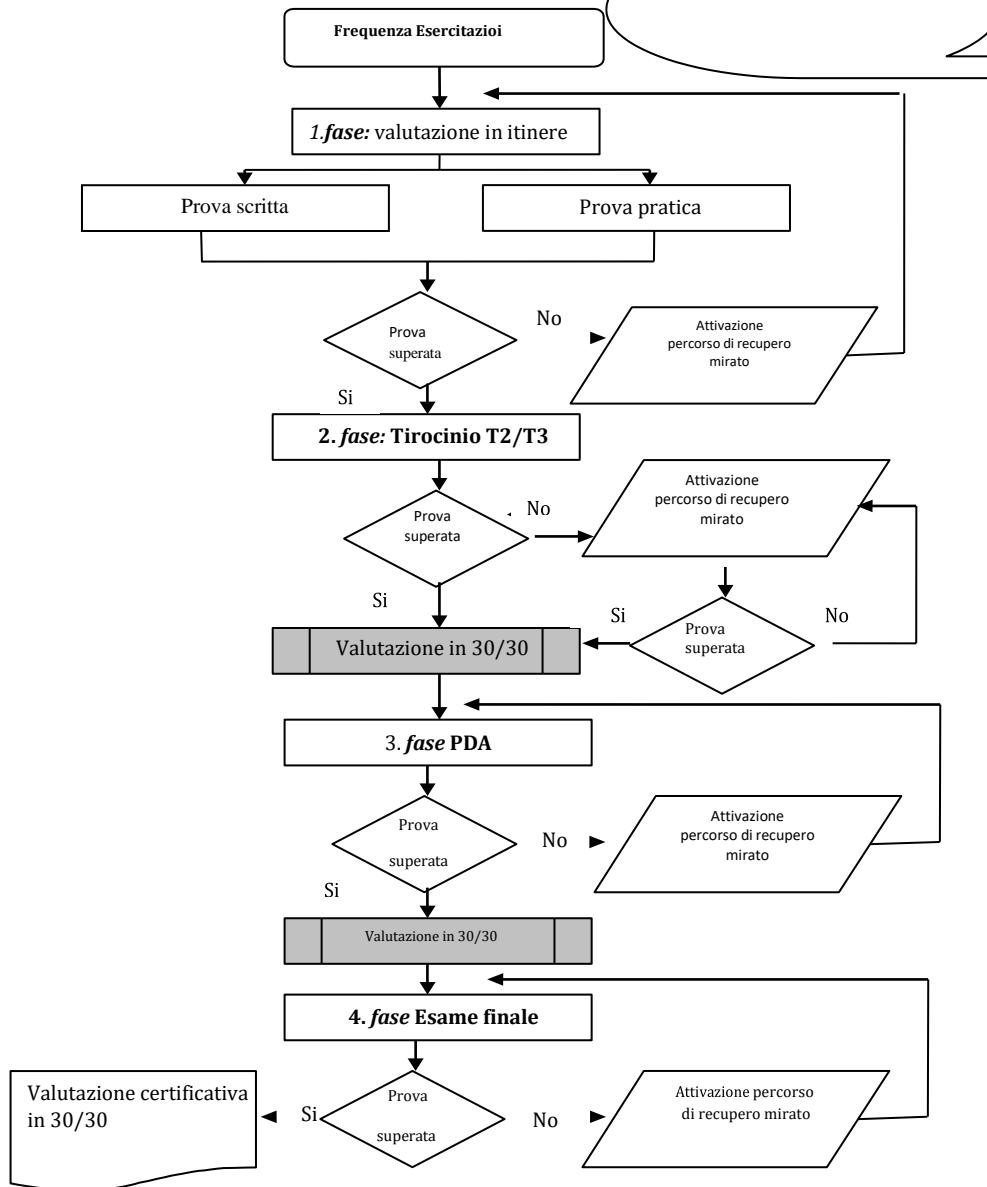 Frequenza Esercitazioi
1.fase: valutazione in itinere
Prova scritta
Prova pratica
Prova
superata
No
Attivazione
percorso di recupero
mirato
Si
2. fase: Tirocinio T2/T3
Prova
superata
No
Attivazione
percorso di recupero
mirato
Si
Si
Prova
superata
No
Valutazione in 30/30
3. fase PDA
Prova
superata
No
Attivazione
percorso di recupero
mirato
Si
Valutazione in 30/30
4. fase Esame finale
Valutazione certificativa
in 30/30
Si
Prova
superata
No
Attivazione percorso
di recupero mirato